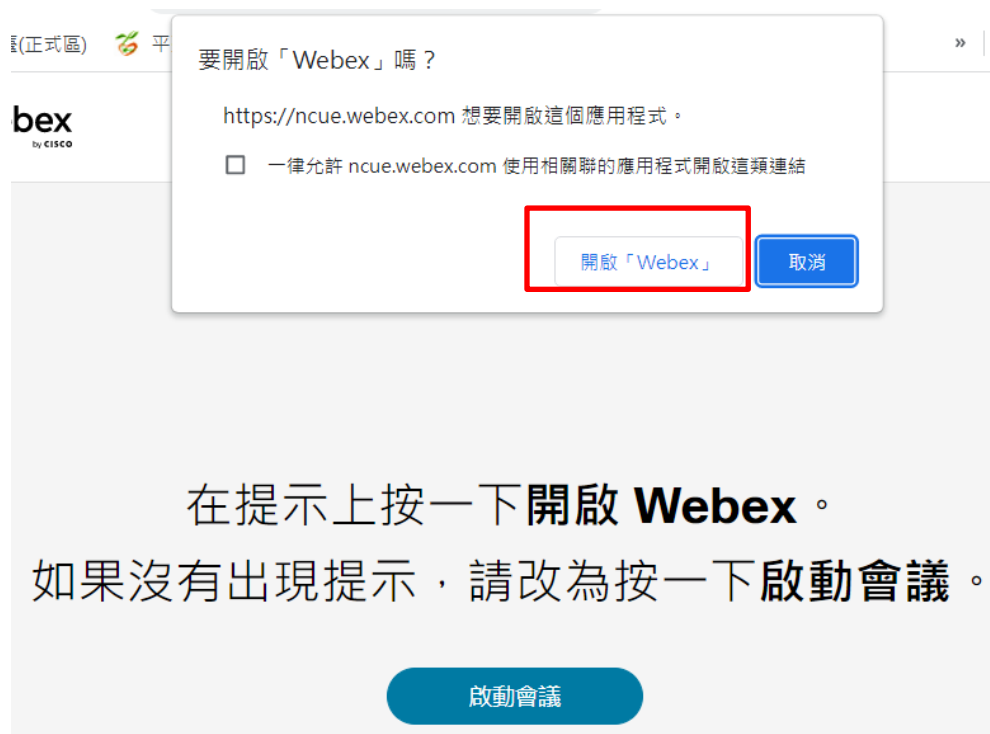 (正式區) 平
要開啟「Webex」嗎？
»
https://ncue.webex.com 想要開啟這個應用程式。
bex
by CISCO
一律允許 ncue.webex.com 使用相關聯的應用程式開啟這類連結
開啟「Webex」 取消
在提示上按一下開啟 Webex。
如果沒有出現提示，請改為按一下啟動會議。
啟動會議